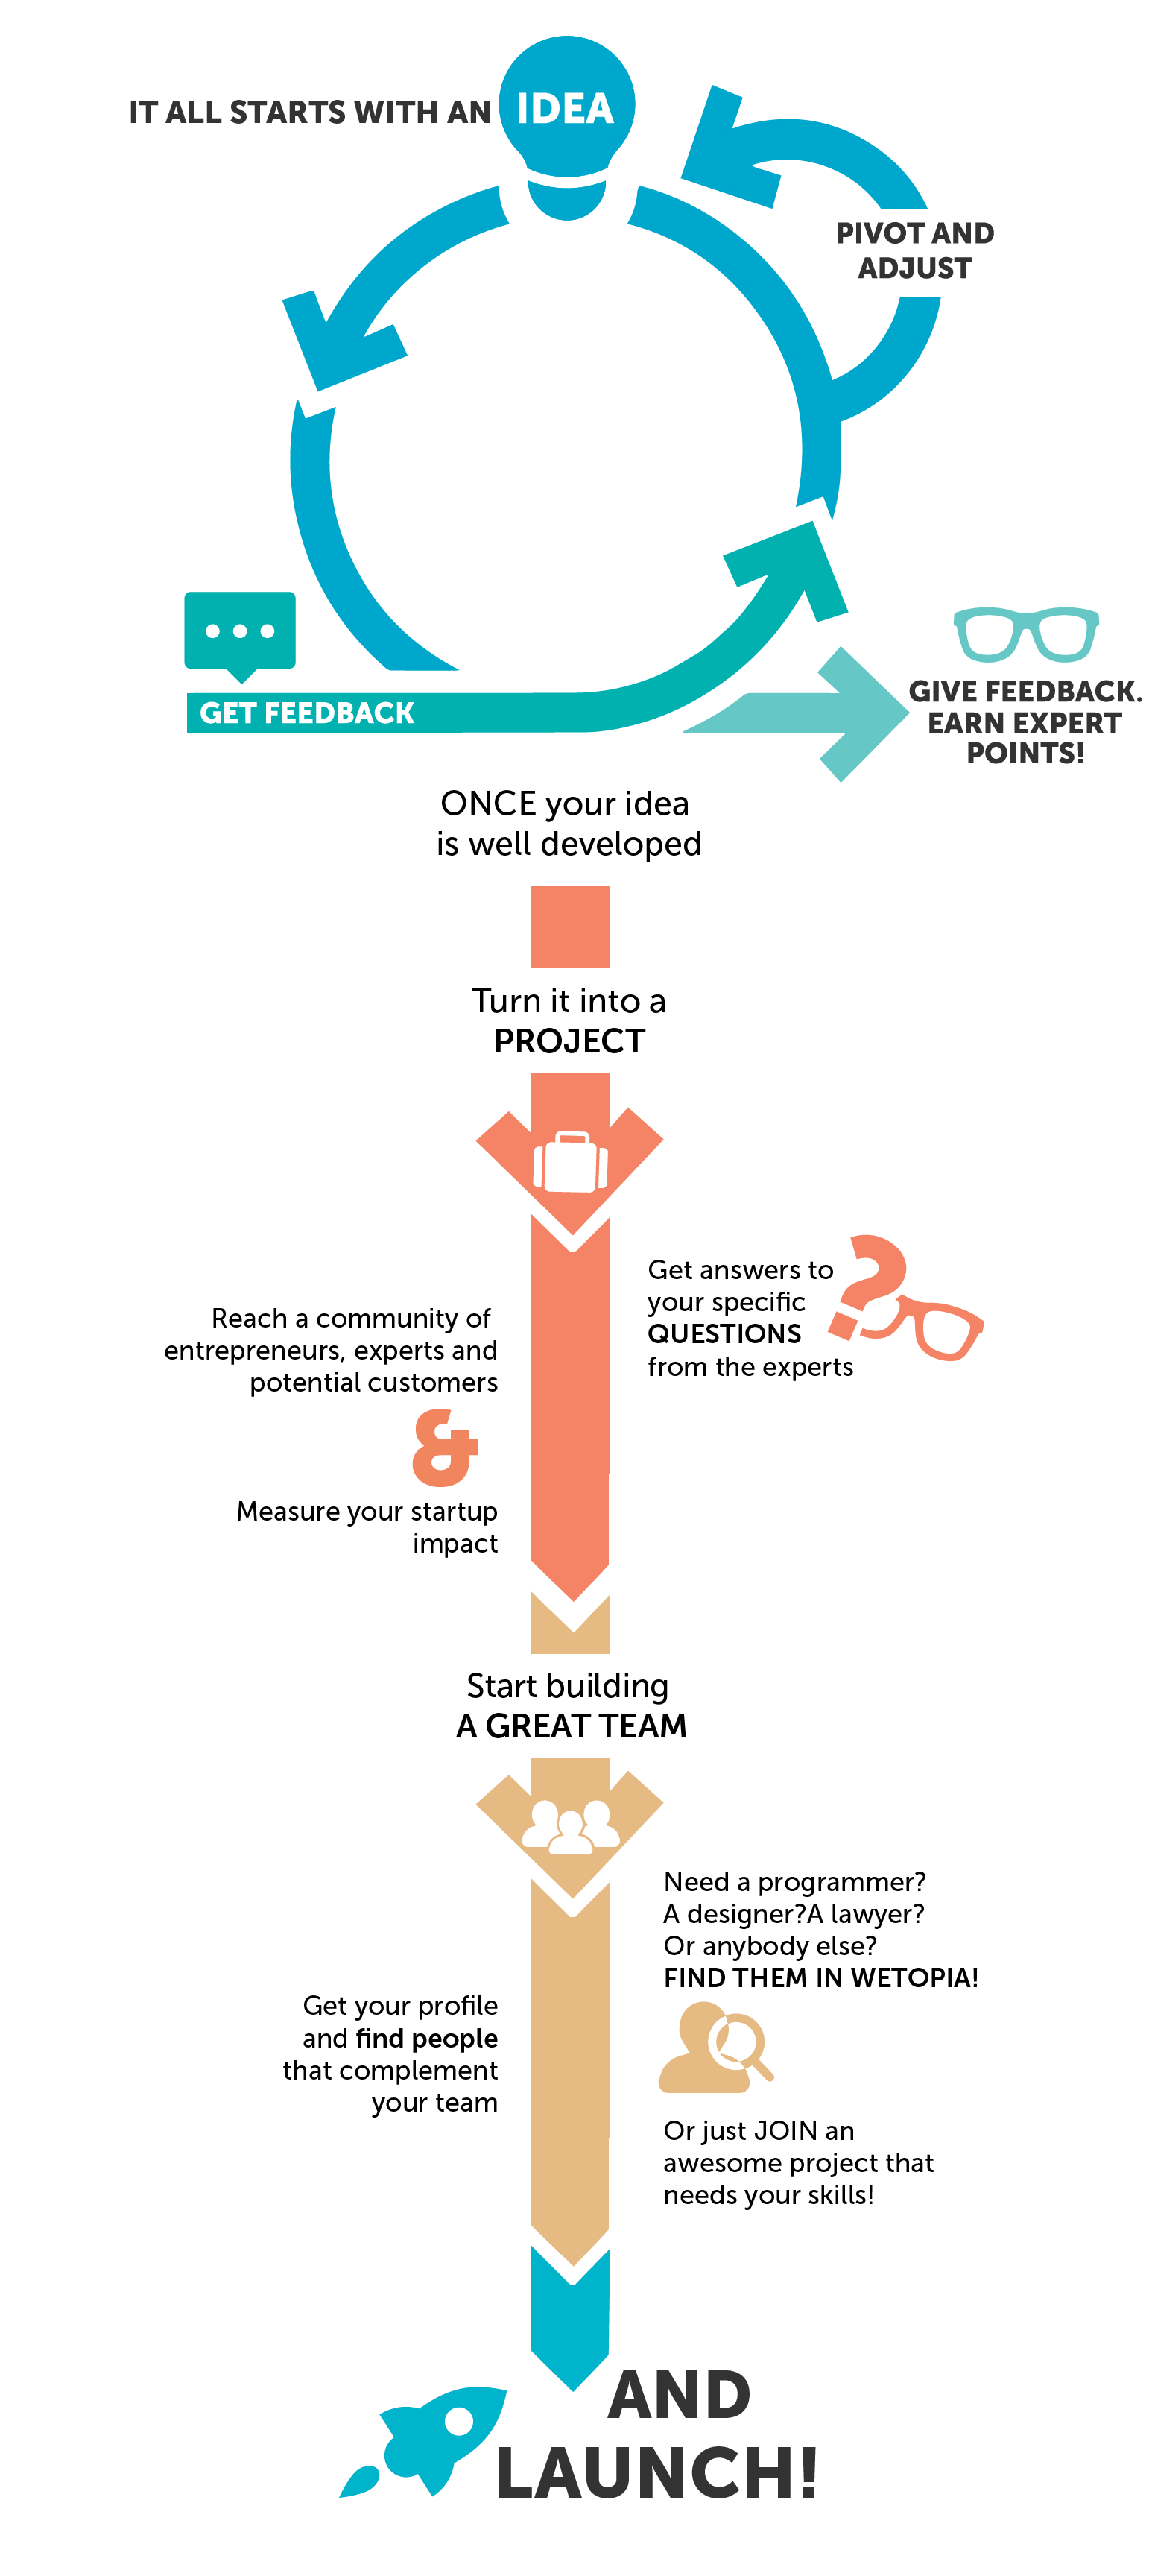 IT ALL STARTS WITH AN IDEA
PIVOT AND
ADJUST
GET FEEDBACK
GIVE FEEDBACK.
EARN EXPERT
POINTS!
ONCE your idea
is well developed
Turn it into a
PROJECT
Get answers to
your specific
QUESTIONS
from the experts
?
Reach a community of
entrepreneurs, experts and
potential customers
&
Measure your startup
impact
Start building
A GREAT TEAM
Need a programmer?
A designer?A lawyer?
Or anybody else?
FIND THEM IN WETOPIA!
Get your profile
and find people
that complement
your team
Or just JOIN an
awesome project that
needs your skills!
AND
LAUNCH!